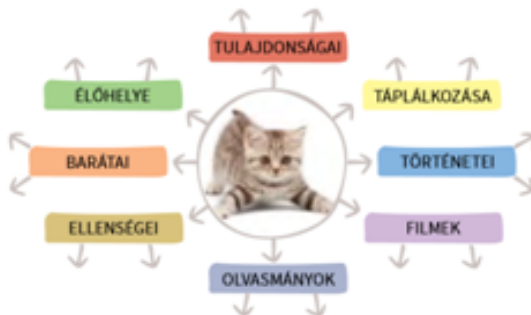 TULAJDONSÁGAI
ÉLŐHELYE
TÁPLÁLKOZÁSA
BARÁTAI
TÖRTÉNETEI
ELLENSÉGEI
FILMEK
OLVASMÁNYOK